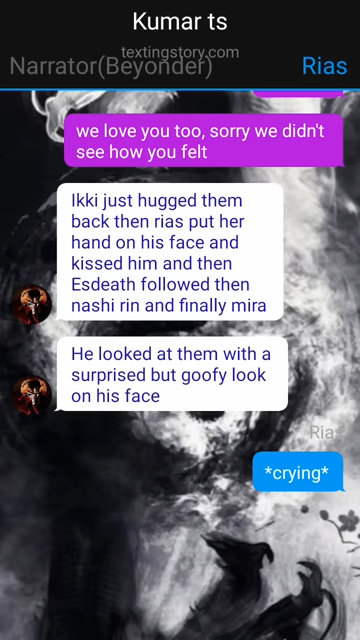 Kumar ts
textingstory.com
Narrator(Beyonder)
Rias
we love you too, sorry we didn't
see how you felt
Ikki just hugged them
back then rias put her
hand on his face and
kissed him and then
Esdeath followed then
nashi rin and finally mira
He looked at them with a
surprised but goofy look
on his face
Rias
*crying*